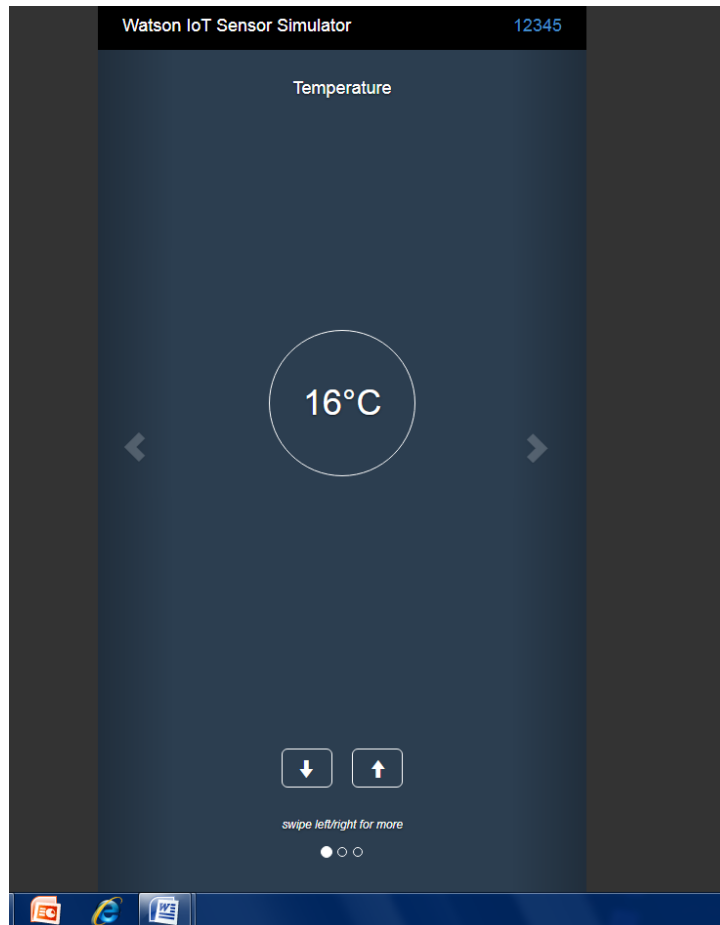 Watson IoT Sensor Simulator 12345
Temperature
16°C
swipe left/right for more